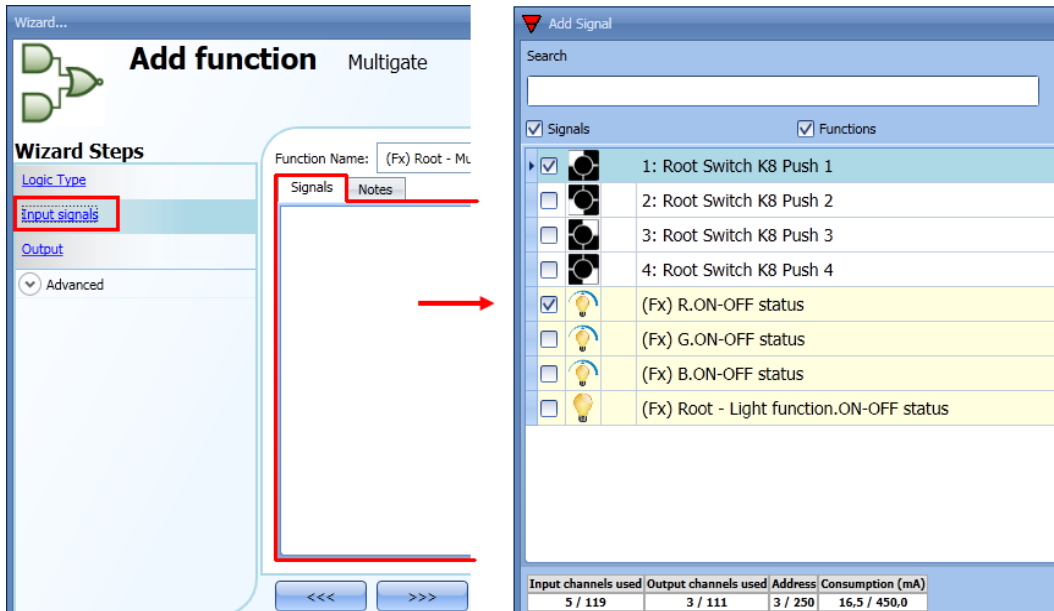 Wizard...
Add function Multigate
Wizard Steps
Logic Type
Input signals
Output
Advanced
Function Name: (Fx) Root - Mu
Signals Notes
<<< >>>
Add Signal
Search
Signals Functions
1: Root Switch K8 Push 1
2: Root Switch K8 Push 2
3: Root Switch K8 Push 3
4: Root Switch K8 Push 4
(Fx) R.ON-OFF status
(Fx) G.ON-OFF status
(Fx) B.ON-OFF status
(Fx) Root - Light function.ON-OFF status
Input channels used Output channels used Address Consumption (mA)
5 / 119 3 / 111 3 / 250 16,5 / 450,0